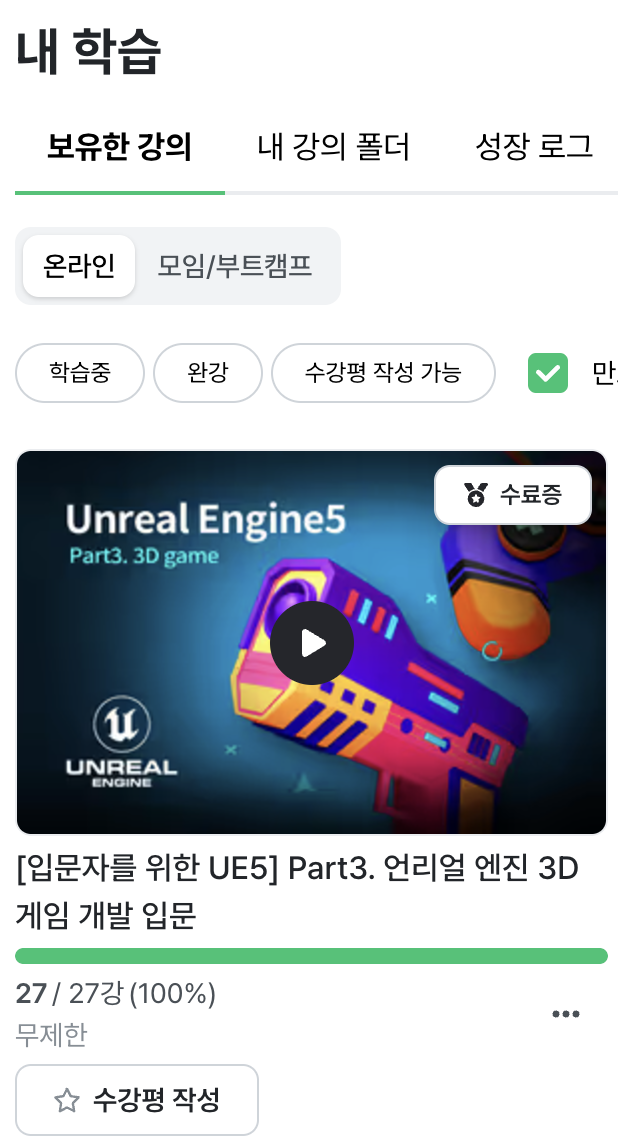 내 학습
보유한 강의
내 강의 폴더
성장 로그
온라인
모임/부트캠프
학습중
완강
수강평 작성 가능
수료증
Unreal Engine5
Part3. 3D game
UNREAL
ENGINE
[입문자를 위한 UE5] Part3. 언리얼 엔진 3D
게임 개발 입문
27 / 27강 (100%)
무제한
수강평 작성